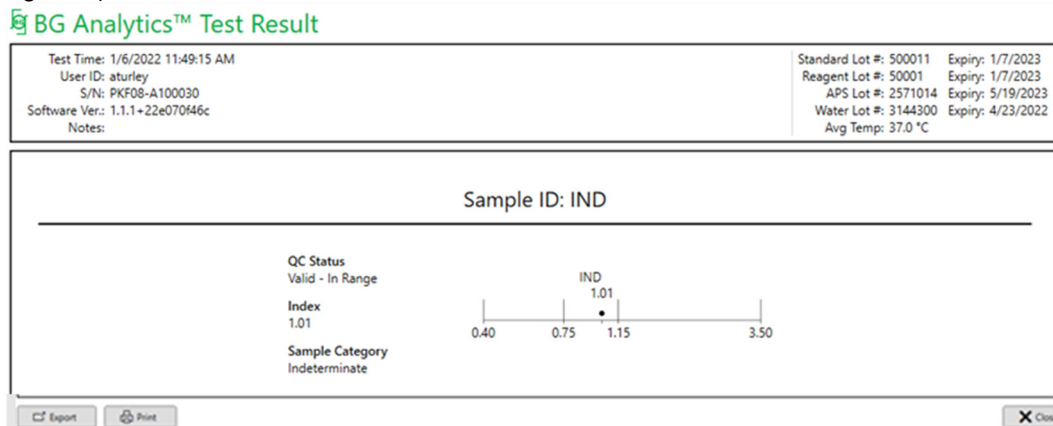 BG Analytics™ Test Result
Test Time: 1/6/2022 11:49:15 AM
User ID: aturley
S/N: PKF08-A100030
Software Ver.: 1.1.1+22e070f46c
Notes:
Standard Lot #: 500011 Expiry: 1/7/2023
Reagent Lot #: 50001 Expiry: 1/7/2023
APS Lot #: 2571014 Expiry: 5/19/2023
Water Lot #: 3144300 Expiry: 4/23/2022
Avg Temp: 37.0 °C
Sample ID: IND
QC Status
Valid - In Range
Index
1.01
Sample Category
Indeterminate
IND
1.01
0.40 0.75 1.15 3.50
Export Print